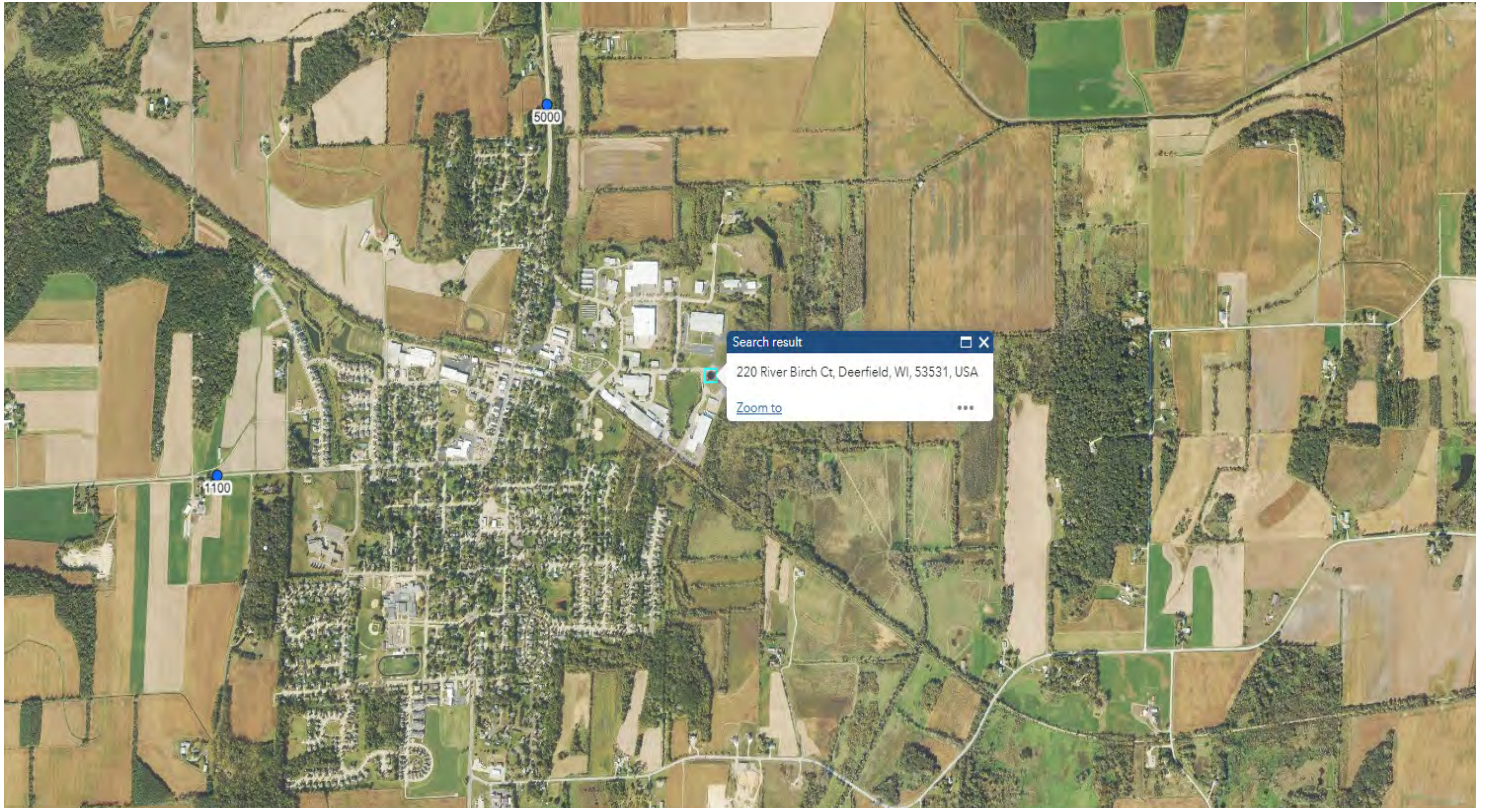 5000
Search result
220 River Birch Ct, Deerfield, WI, 53531, USA
Zoom to
1100